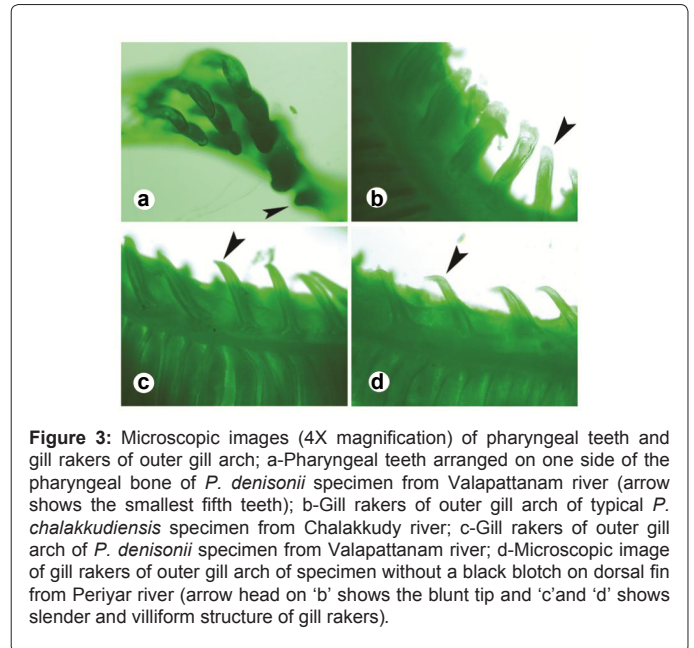 a
b
c
d
Figure 3: Microscopic images (4X magnification) of pharyngeal teeth and
gill rakers of outer gill arch; a-Pharyngeal teeth arranged on one side of the
pharyngeal bone of P. denisonii specimen from Valapattanam river (arrow
shows the smallest fifth teeth); b-Gill rakers of outer gill arch of typical P.
chalakkudiensis specimen from Chalakkudy river; c-Gill rakers of outer gill
arch of P. denisonii specimen from Valapattanam river; d-Microscopic image
of gill rakers of outer gill arch of specimen without a black blotch on dorsal fin
from Periyar river (arrow head on ‘b’ shows the blunt tip and ‘c’and ‘d’ shows
slender and villiform structure of gill rakers).